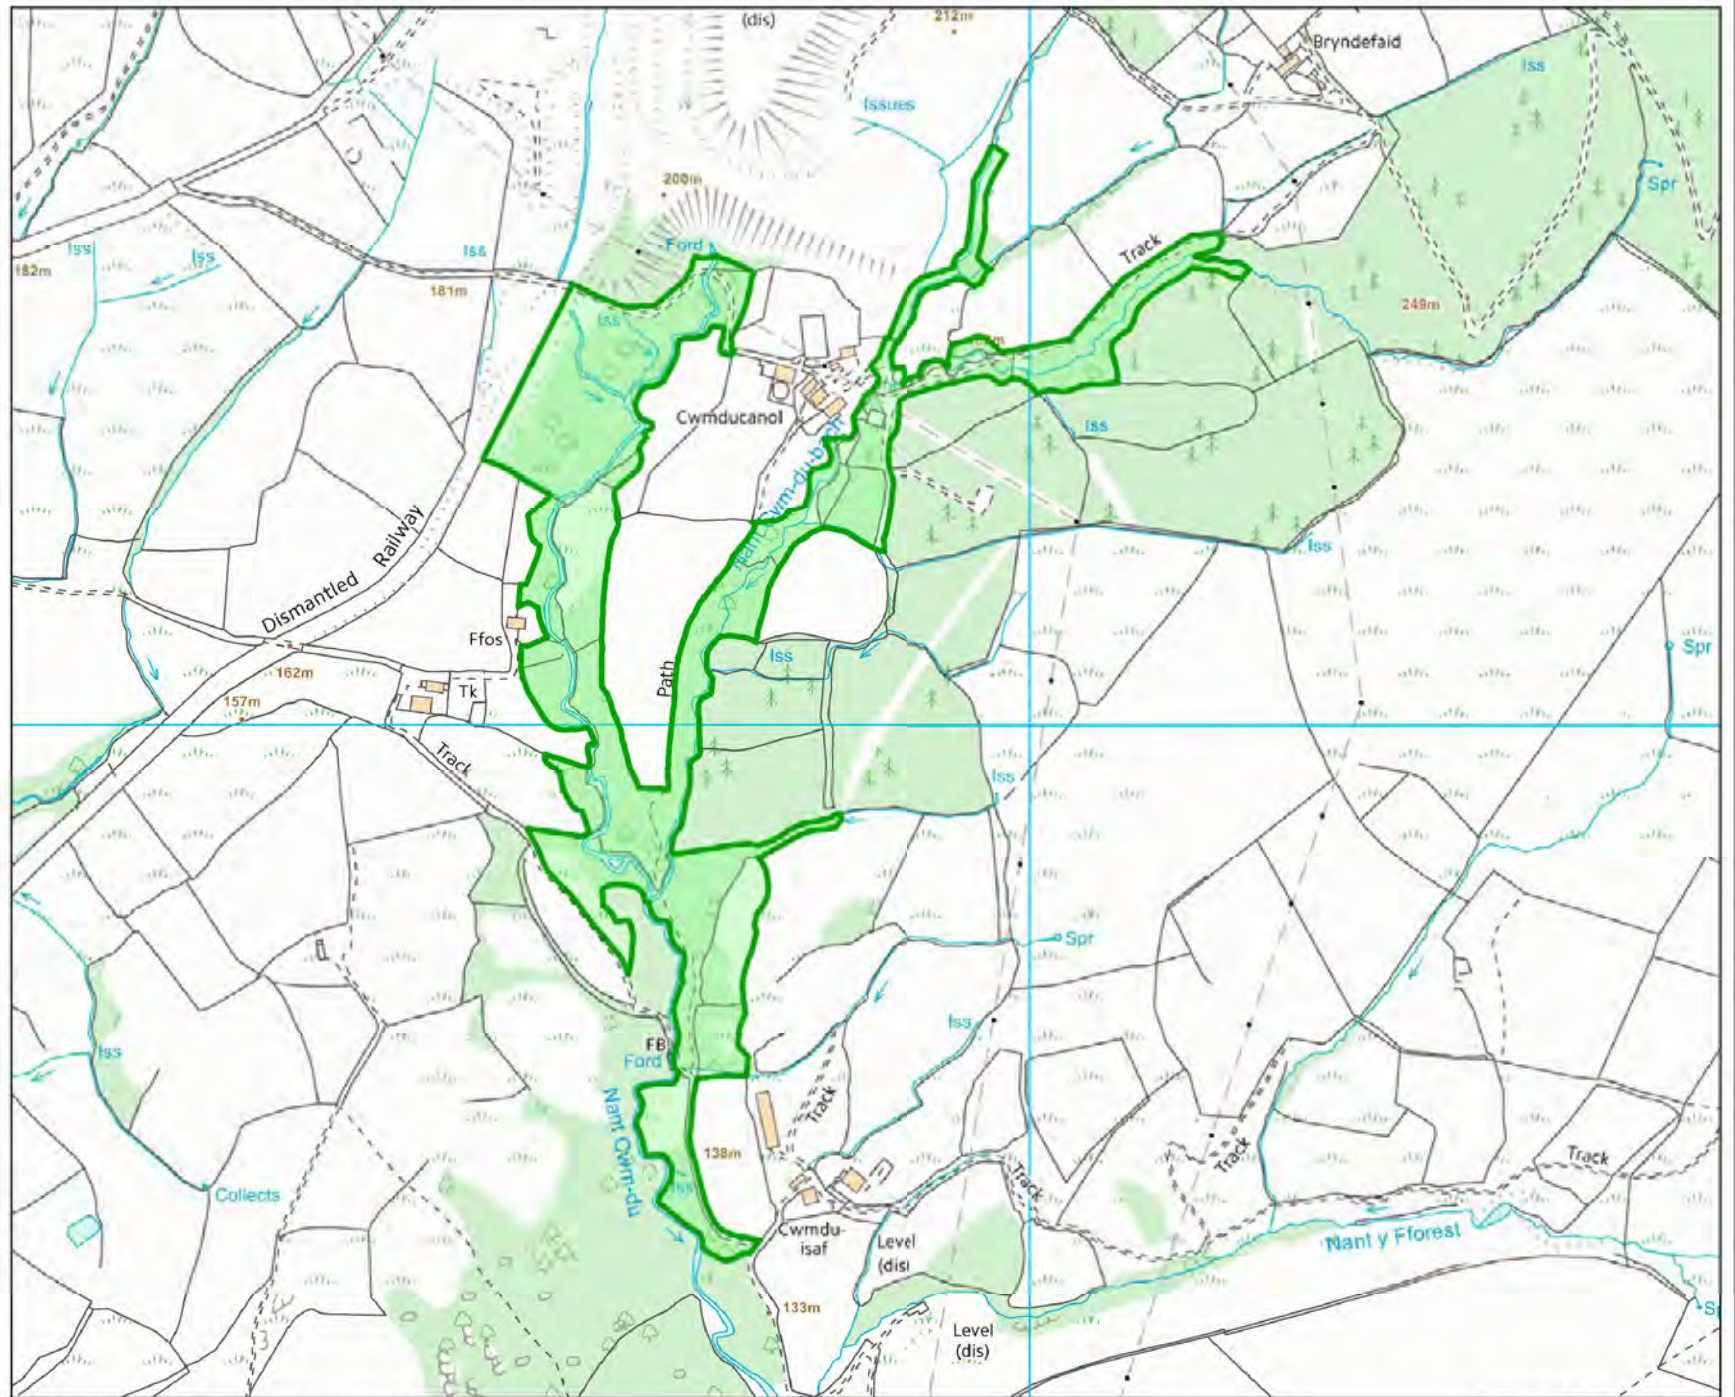 (dis)
212m
Bryndefaid
Iss
Issues
Spr
200m
Ford
Track
Iss
Iss
Iss
182m
181m
249m
Iss
Cwmducanol
Iss
Nant Cwm-du-bach
Iss
Dismantled Railway
Ffos
Path
Iss
Spr
162m
Tk
157m
Track
Iss
Spr
Iss
Iss
FB
Ford
Nant Cwm-du
Track
138m
Iss
Track
Track
Track
Collects
Cwmdu-
isaf
Level
(dis)
Nant y Fforest
133m
Level
(dis)